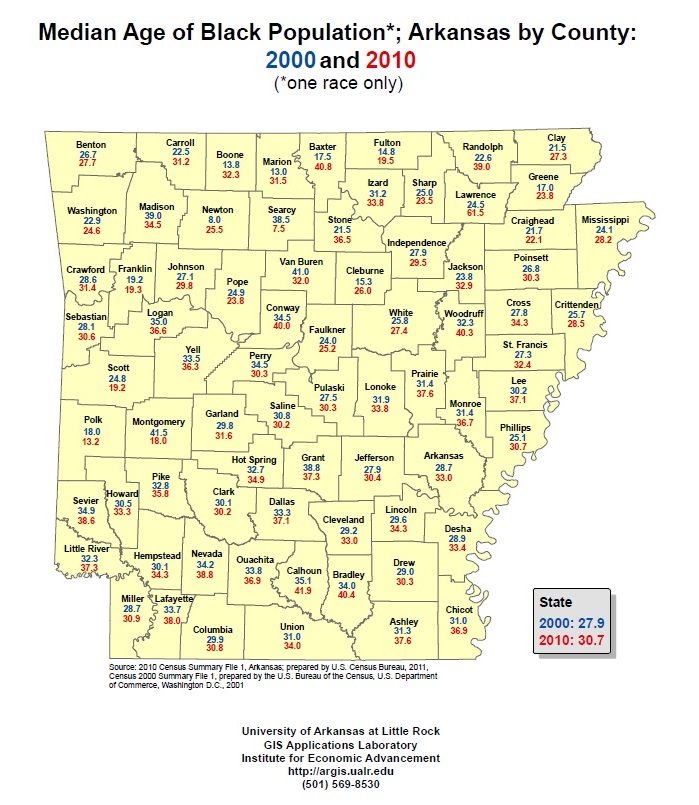 Median Age of Black Population*; Arkansas by County:
2000 and 2010
(*one race only)
Benton
26.7
27.7
Carroll
22.5
31.2
Boone
13.8
32.3
Marion
13.0
31.5
Baxter
17.5
40.8
Fulton
14.8
19.5
Randolph
22.6
39.0
Clay
21.5
27.3
Greene
17.0
23.8
Washington
22.9
24.6
Madison
39.0
34.5
Newton
8.0
25.5
Searcy
38.5
7.5
Stone
21.5
36.5
Izard
31.2
33.8
Sharp
25.0
23.5
Lawrence
24.5
61.5
Craighead
21.7
22.1
Mississippi
24.1
28.2
Independence
27.9
29.5
Crawford
28.6
31.4
Franklin
19.2
19.3
Johnson
27.1
29.8
Pope
24.9
23.8
Van Buren
41.0
32.0
Cleburne
15.3
26.0
Jackson
23.8
32.9
Poinsett
26.8
30.3
Sebastian
28.1
30.6
Logan
35.0
36.6
Conway
34.5
40.0
Faulkner
24.0
25.2
White
25.8
27.4
Woodruff
32.3
40.3
Cross
27.8
34.3
Crittenden
25.7
28.5
Scott
24.8
19.2
Yell
33.5
36.3
Perry
34.5
30.3
St. Francis
27.3
32.4
Pulaski
27.5
30.3
Lonoke
31.9
33.8
Prairie
31.4
37.6
Lee
30.2
37.1
Monroe
31.4
36.7
Polk
18.0
13.2
Montgomery
41.5
18.0
Garland
29.8
31.6
Saline
30.8
30.2
Phillips
25.1
30.7
Hot Spring
32.7
34.9
Grant
38.8
37.3
Jefferson
27.9
30.4
Arkansas
28.7
33.0
Sevier
34.9
38.6
Howard
30.5
33.3
Pike
32.8
35.8
Clark
30.1
30.2
Dallas
33.3
37.1
Cleveland
29.2
33.0
Lincoln
29.6
34.3
Desha
28.9
33.4
Little River
32.3
37.3
Hempstead
30.1
34.3
Nevada
34.2
38.8
Ouachita
33.8
36.9
Calhoun
35.1
41.9
Bradley
34.0
40.4
Drew
29.0
30.3
Miller
28.7
30.9
Lafayette
33.7
38.0
Columbia
29.9
30.8
Union
31.0
34.0
Ashley
31.3
37.6
Chicot
31.0
36.9
State
2000: 27.9
2010: 30.7
Source: 2010 Census Summary File 1, Arkansas; prepared by U.S. Census Bureau, 2011,
Census 2000 Summary File 1, prepared by the U.S. Bureau of the Census, U.S. Department
of Commerce, Washington D.C., 2001
University of Arkansas at Little Rock
GIS Applications Laboratory
Institute for Economic Advancement
http://argis.ualr.edu
(501) 569-8530